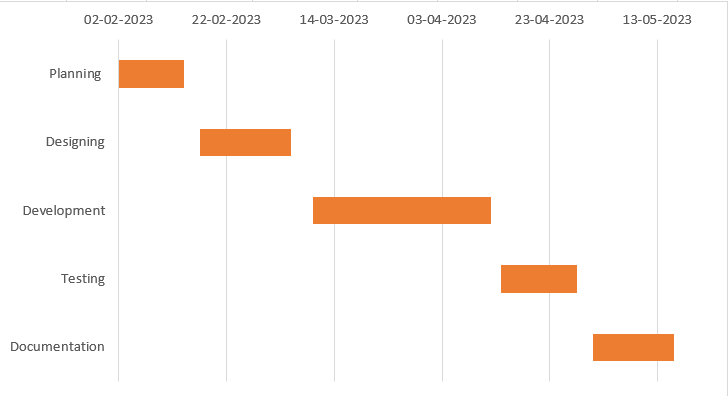 02-02-2023 22-02-2023 14-03-2023 03-04-2023 23-04-2023 13-05-2023
Planning
Designing
Development
Testing
Documentation